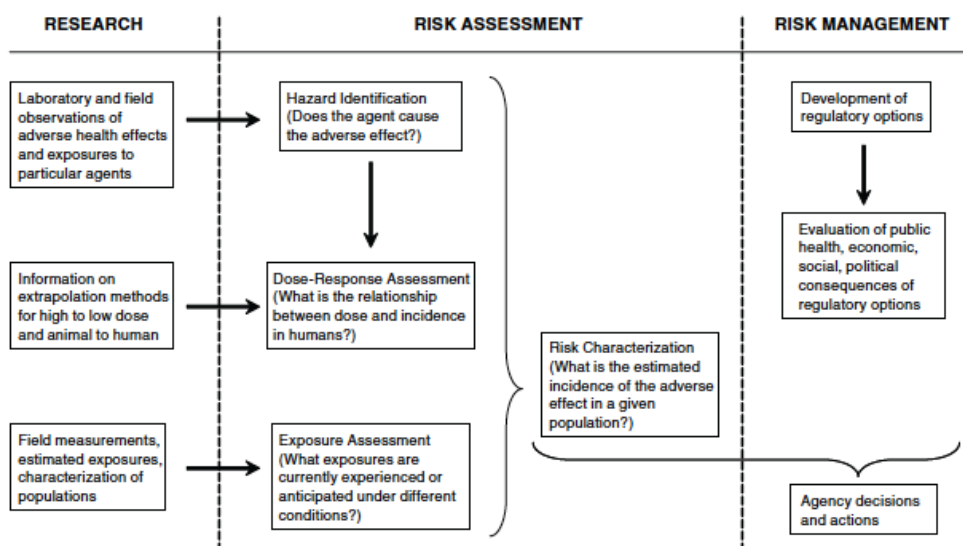 RESEARCH
RISK ASSESSMENT
RISK MANAGEMENT
Laboratory and field
observations of
adverse health effects
and exposures to
particular agents
Hazard Identification
(Does the agent cause
the adverse effect?)
Development of
regulatory options
Evaluation of public
health, economic,
social, political
consequences of
regulatory options
Information on
extrapolation methods
for high to low dose
and animal to human
Dose-Response Assessment
(What is the relationship
between dose and incidence
in humans?)
Risk Characterization
(What is the estimated
incidence of the adverse
effect in a given
population?)
Field measurements,
estimated exposures,
characterization of
populations
Exposure Assessment
(What exposures are
currently experienced or
anticipated under different
conditions?)
Agency decisions
and actions